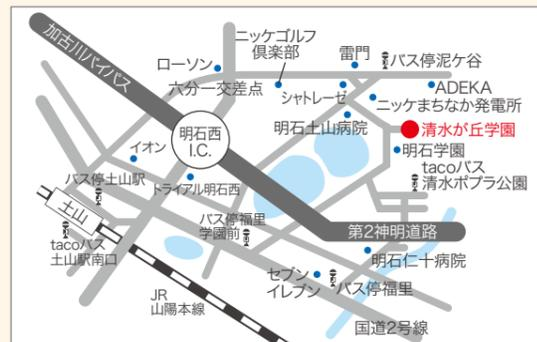 加古川バイパス
ニッケゴルフ
倶楽部
ローソン
六分一交差点
雷門
バス停泥ケ谷
シャトレーゼ
ADEKA
ニッケまちなか発電所
明石土山病院
清水が丘学園
明石西
I.C.
明石学園
イオン
tacoバス
清水ポプラ公園
トライアル明石西
バス停土山駅
土山
バス停福里
学園前
第2神明道路
tacoバス
土山駅南口
明石仁十病院
セブン
イレブン
バス停福里
JR
山陽本線
国道2号線